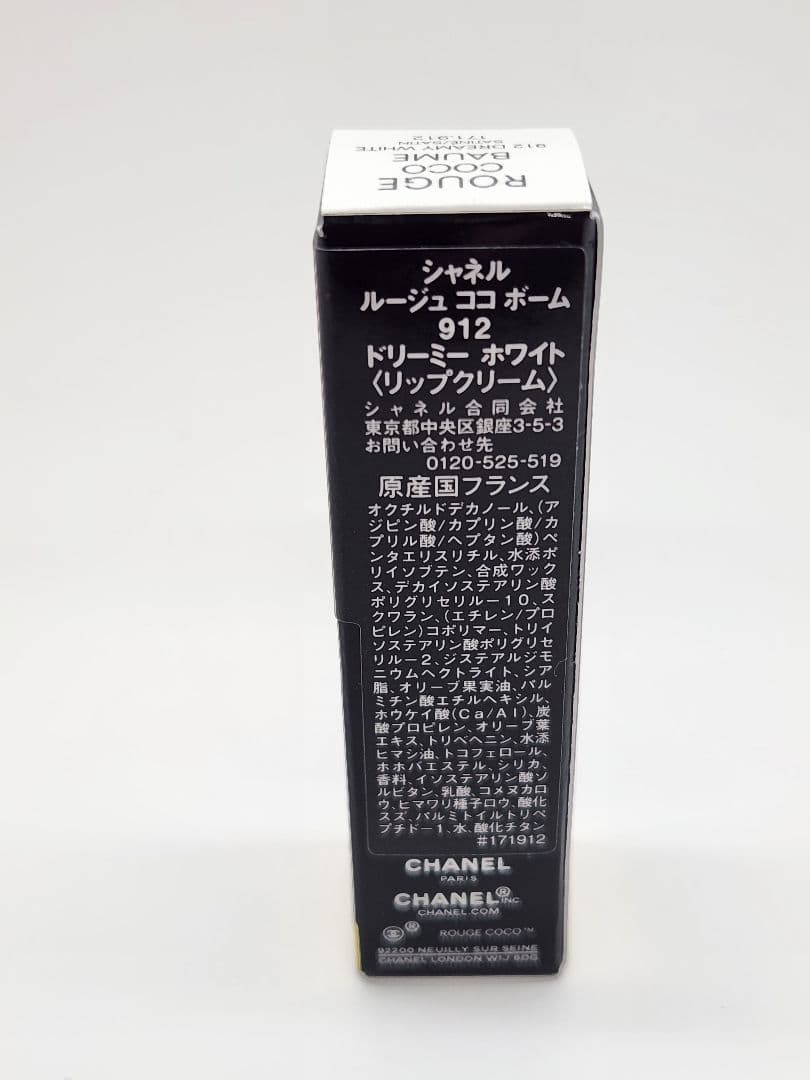 ROUGE
COCO
BAUME
912 DREAMY WHITE
SATINÉ/SATIN
171.912
シャネル
ルージュ ココ ボーム
912
ドリーミー ホワイト
〈リップクリーム〉
シャネル合同会社
東京都中央区銀座3-5-3
お問い合わせ先
0120-525-519
原産国フランス
オクチルドデカノール、(ア
ジピン酸/カプリン酸/カ
プリル酸/ヘプタン酸)ペ
ンタエリスリチル、水添ポ
リイソブテン、合成ワック
ス、デカイソステアリン酸
ポリグリセリル-10、ス
クワラン、(エチレン/プロ
ピレン)コポリマー、トリイ
ソステアリン酸ポリグリセ
リル-2、ジステアルジモ
ニウムヘクトライト、シア
脂、オリーブ果実油、パル
ミチン酸エチルヘキシル、
ホウケイ酸(Ca/Al)、炭
酸プロピレン、オリーブ葉
エキス、トリベヘニン、水添
ヒマシ油、トコフェロール、
ホホバエステル、シリカ、
香料、イソステアリン酸ソ
ルビタン、乳酸、コメヌカロ
ウ、ヒマワリ種子ロウ、酸化
スズ、パルミトイルトリペ
プチド-1、水、酸化チタン
#171912
CHANEL
PARIS
CHANEL® INC
CHANEL.COM
® ROUGE COCO™
92200 NEUILLY SUR SEINE
CHANEL LONDON W1J 6DG